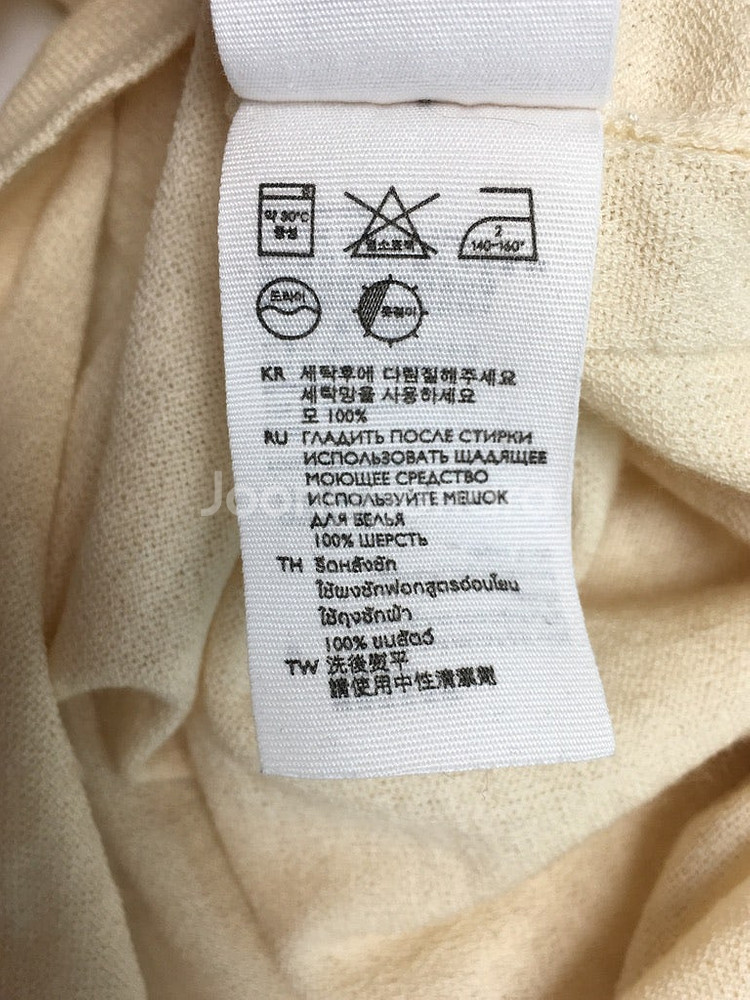 약 30°C
중성
염소표백
2
140-160°
드라이
옷걸이
KR 세탁후에 다림질해주세요
세탁망을 사용하세요
모 100%
RU ГЛАДИТЬ ПОСЛЕ СТИРКИ
ИСПОЛЬЗОВАТЬ ЩАДЯЩЕЕ
МОЮЩЕЕ СРЕДСТВО
ИСПОЛЬЗУЙТЕ МЕШОК
ДЛЯ БЕЛЬЯ
100% ШЕРСТЬ
TH รีดหลังซัก
ใช้ผงซักฟอกสูตรอ่อนโยน
ใช้ถุงซักผ้า
100% ขนสัตว์
TW 洗後熨平
請使用中性清潔劑